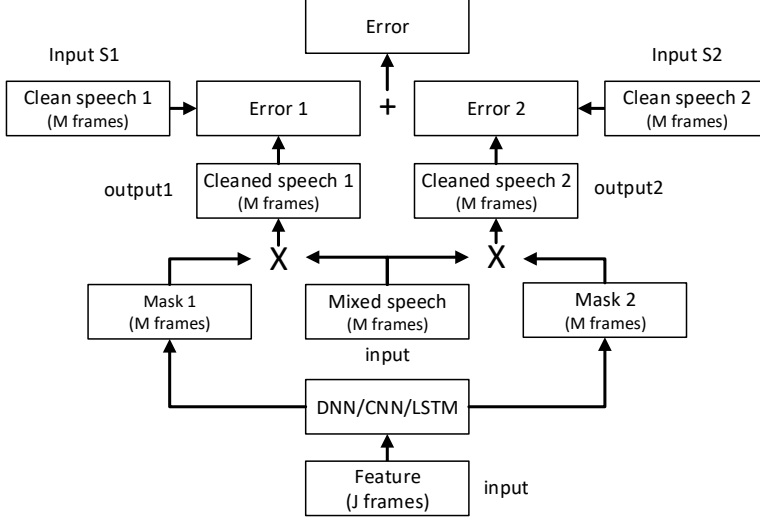 Error
Input S1
Input S2
Clean speech 1
(M frames)
Error 1
+
Error 2
Clean speech 2
(M frames)
output1
Cleaned speech 1
(M frames)
Cleaned speech 2
(M frames)
output2
X
X
Mask 1
(M frames)
Mixed speech
(M frames)
Mask 2
(M frames)
input
DNN/CNN/LSTM
Feature
(J frames)
input